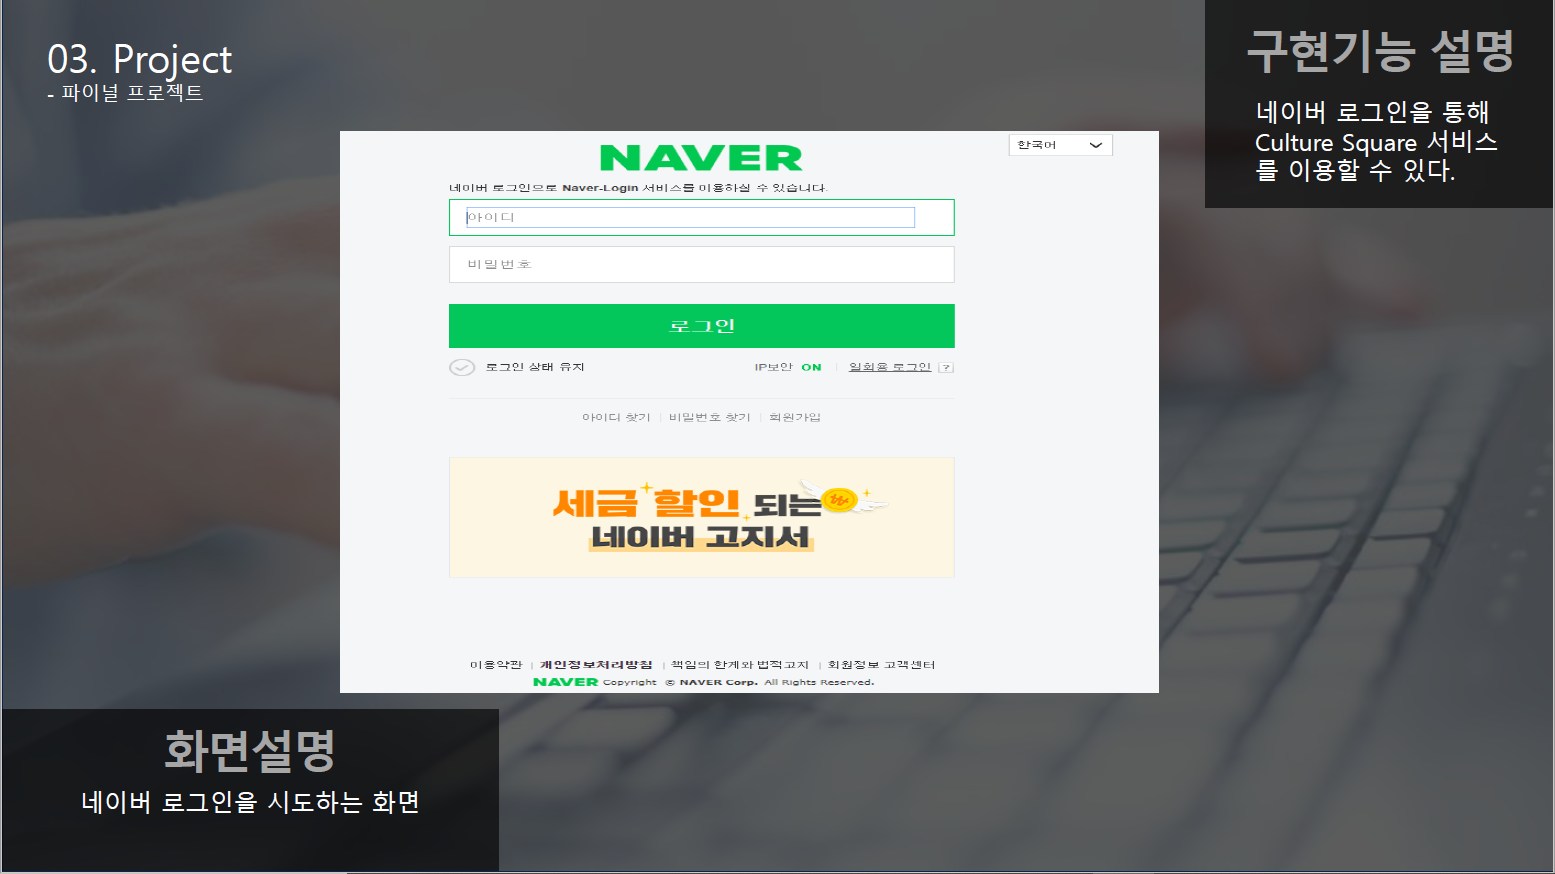 03. Project
- 파이널 프로젝트
구현기능 설명
네이버 로그인을 통해
Culture Square 서비스
를 이용할 수 있다.
NAVER
한국어
네이버 로그인으로 Naver-Login 서비스를 이용하실 수 있습니다.
아이디
비밀번호
로그인
로그인 상태 유지 IP보안 ON 일회용 로그인 ?
아이디 찾기 비밀번호 찾기 회원가입
세금 할인 되는
네이버 고지서
이용약관 개인정보처리방침 책임의 한계와 법적고지 회원정보 고객센터
NAVER Copyright © NAVER Corp. All Rights Reserved.
화면설명
네이버 로그인을 시도하는 화면